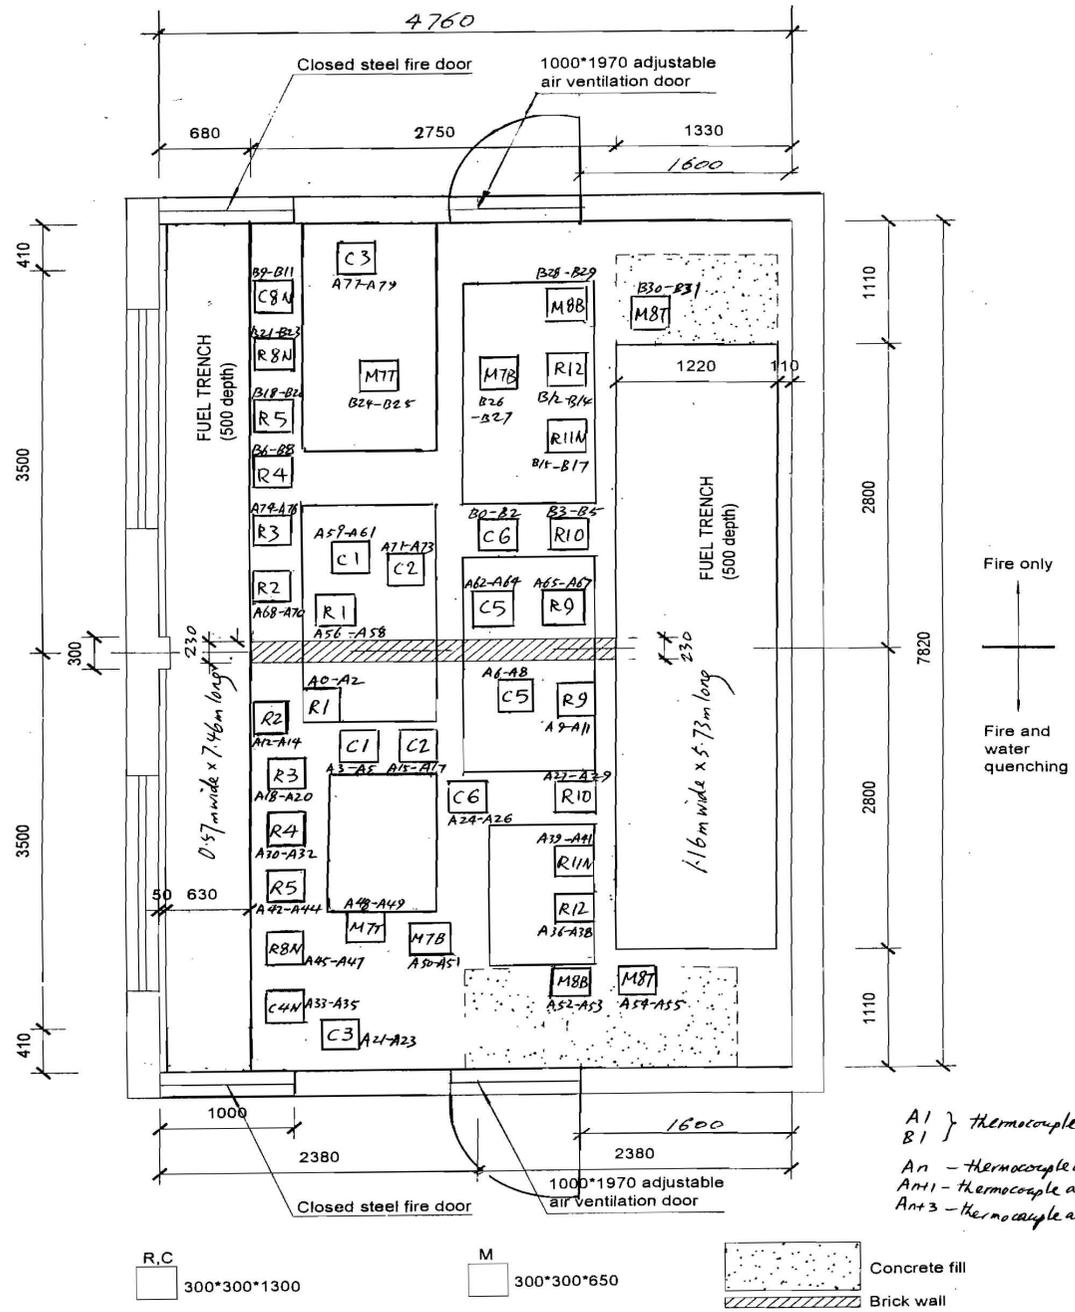 4760
Closed steel fire door
1000*1970 adjustable
air ventilation door
680
2750
1330
1600
410
B9-B11
C8N
C3
A77-A79
B28-B29
M8B
B30-B31
M8T
1110
B21-B23
R8N
M7T
B24-B25
M7B
B26
-B27
R12
B12-B14
1220
110
FUEL TRENCH
(500 depth)
R5
R11N
B15-B17
3500
B6-B8
R4
2800
A74-A76
R3
A59-A61
C1
A71-A73
C2
B0-B2
C6
B3-B5
R10
FUEL TRENCH
(500 depth)
Fire only
R2
A68-A70
R1
A56-A58
A62-A64
C5
A65-A67
R9
300
230
230
7820
A0-A2
R1
A6-A8
C5
R9
A9-A11
R2
A12-A14
Fire and
water
quenching
C1
A3-A5
C2
A15-A17
R3
A18-A20
C6
A24-A26
A27-A29
R10
0.57m wide x 7.46m long
1.16m wide x 5.73m long
R4
A30-A32
A39-A41
R11N
2800
3500
50
630
R5
A42-A44
R12
A36-A38
A48-A49
M7T
M7B
A50-A51
R8N
A45-A47
M8B
A52-A53
M8T
A54-A55
C4N
A33-A35
C3
A21-A23
1110
410
1000
1600
2380
2380
Closed steel fire door
1000*1970 adjustable
air ventilation door
A1
B1
} thermocouple
An - thermocouple
An+1 - thermocouple
An+3 - thermocouple
R,C
300*300*1300
M
300*300*650
Concrete fill
Brick wall